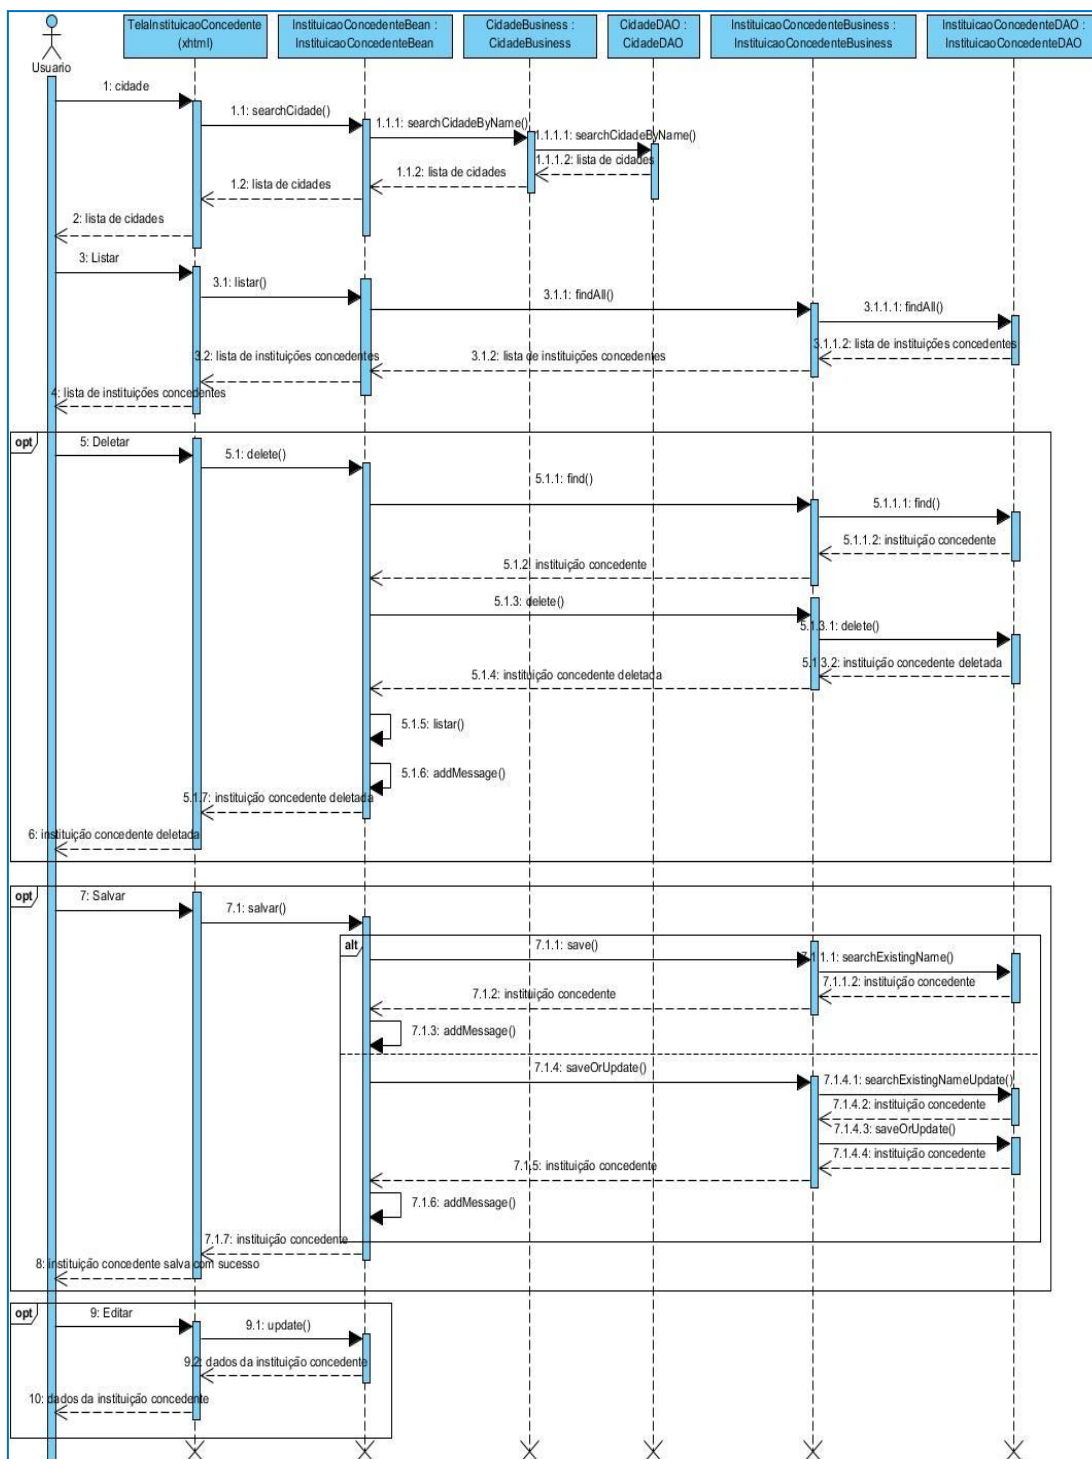 Usuario
TelaInstituicaoConcedente
(xhtml)
InstituicaoConcedenteBean :
InstituicaoConcedenteBean
CidadeBusiness :
CidadeBusiness
CidadeDAO :
CidadeDAO
InstituicaoConcedenteBusiness :
InstituicaoConcedenteBusiness
InstituicaoConcedenteDAO :
InstituicaoConcedenteDAO
1: cidade
1.1: searchCidade()
1.1.1: searchCidadeByName()
1.1.1.1: searchCidadeByName()
1.1.1.2: lista de cidades
1.1.2: lista de cidades
1.2: lista de cidades
2: lista de cidades
3: Listar
3.1: listar()
3.1.1: findAll()
3.1.1.1: findAll()
3.1.1.2: lista de instituições concedentes
3.1.2: lista de instituições concedentes
3.2: lista de instituições concedentes
4: lista de instituições concedentes
opt
5: Deletar
5.1: delete()
5.1.1: find()
5.1.1.1: find()
5.1.1.2: instituição concedente
5.1.2: instituição concedente
5.1.3: delete()
5.1.3.1: delete()
5.1.3.2: instituição concedente deletada
5.1.4: instituição concedente deletada
5.1.5: listar()
5.1.6: addMessage()
5.1.7: instituição concedente deletada
6: instituição concedente deletada
opt
7: Salvar
7.1: salvar()
alt
7.1.1: save()
7.1.1.1: searchExistingName()
7.1.1.2: instituição concedente
7.1.2: instituição concedente
7.1.3: addMessage()
7.1.4: saveOrUpdate()
7.1.4.1: searchExistingNameUpdate()
7.1.4.2: instituição concedente
7.1.4.3: saveOrUpdate()
7.1.4.4: instituição concedente
7.1.5: instituição concedente
7.1.6: addMessage()
7.1.7: instituição concedente
8: instituição concedente salva com sucesso
opt
9: Editar
9.1: update()
9.2: dados da instituição concedente
10: dados da instituição concedente